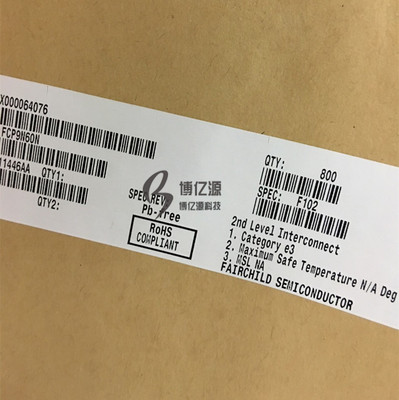 X000064076
FCP9N60N
11446AA QTY1:
QTY2:
SPEC REV:
Pb-free
RoHS
COMPLIANT
QTY: 800
SPEC: F102
2nd Level Interconnect
1. Category e3
2. Maximum Safe Temperature N/A Deg
3. MSL NA
FAIRCHILD SEMICONDUCTOR
博亿源
博亿源科技